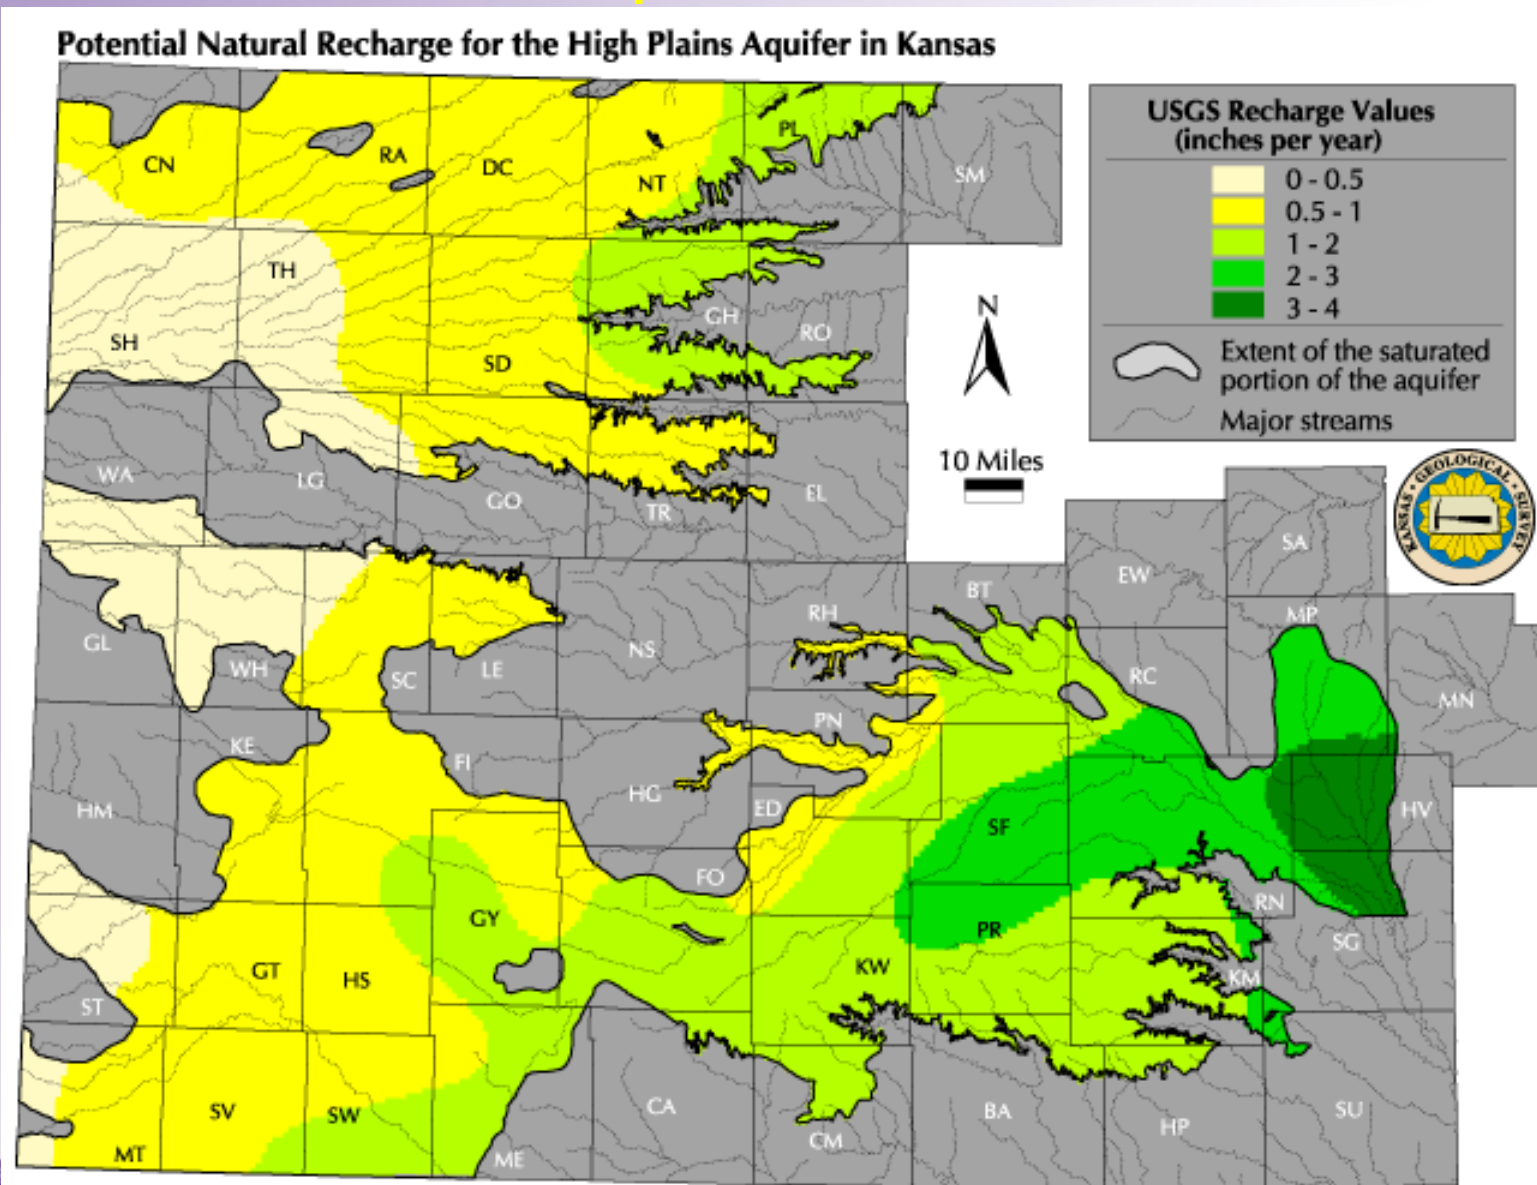 Potential Natural Recharge for the High Plains Aquifer in Kansas
USGS Recharge Values
(inches per year)
0 - 0.5
0.5 - 1
1 - 2
2 - 3
3 - 4
Extent of the saturated
portion of the aquifer
Major streams
N
10 Miles
KANSAS • GEOLOGICAL • SURVEY
CN
RA
DC
NT
PL
SM
SH
TH
SD
GH
RO
WA
LG
GO
TR
EL
GL
WH
SC
LE
NS
RH
BT
EW
SA
RC
MP
MN
HM
KE
FI
HG
PN
ED
FO
SF
HV
ST
GT
HS
GY
KW
PR
RN
KM
SG
MT
SV
SW
ME
CA
CM
BA
HP
SU